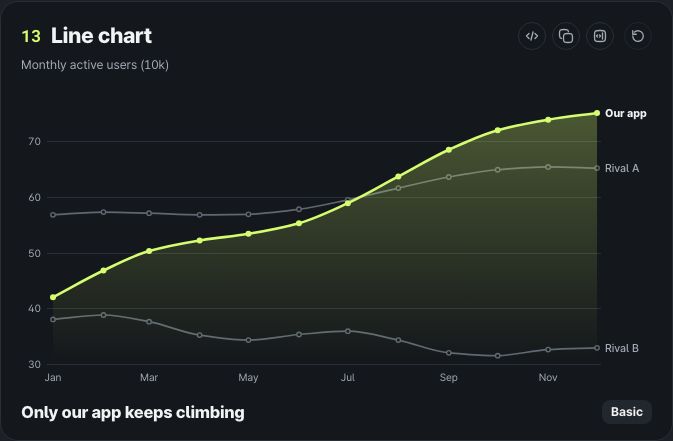 13 Line chart
Monthly active users (10k)
Our app
70
Rival A
60
50
40
Rival B
30
Jan Mar May Jul Sep Nov
Only our app keeps climbing
Basic